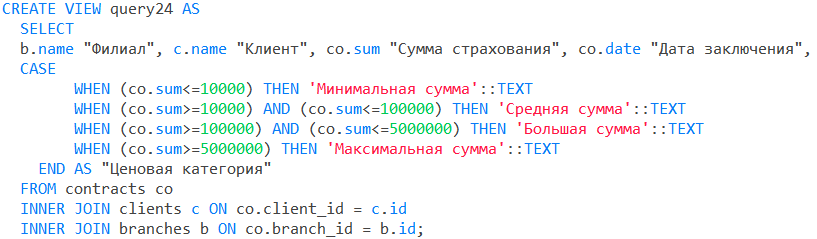 CREATE VIEW query24 AS
SELECT
b.name "Филиал", c.name "Клиент", co.sum "Сумма страхования", co.date "Дата заключения",
CASE
WHEN (co.sum<=10000) THEN 'Минимальная сумма'::TEXT
WHEN (co.sum>=10000) AND (co.sum<=100000) THEN 'Средняя сумма'::TEXT
WHEN (co.sum>=100000) AND (co.sum<=5000000) THEN 'Большая сумма'::TEXT
WHEN (co.sum>=5000000) THEN 'Максимальная сумма'::TEXT
END AS "Ценовая категория"
FROM contracts co
INNER JOIN clients c ON co.client_id = c.id
INNER JOIN branches b ON co.branch_id = b.id;